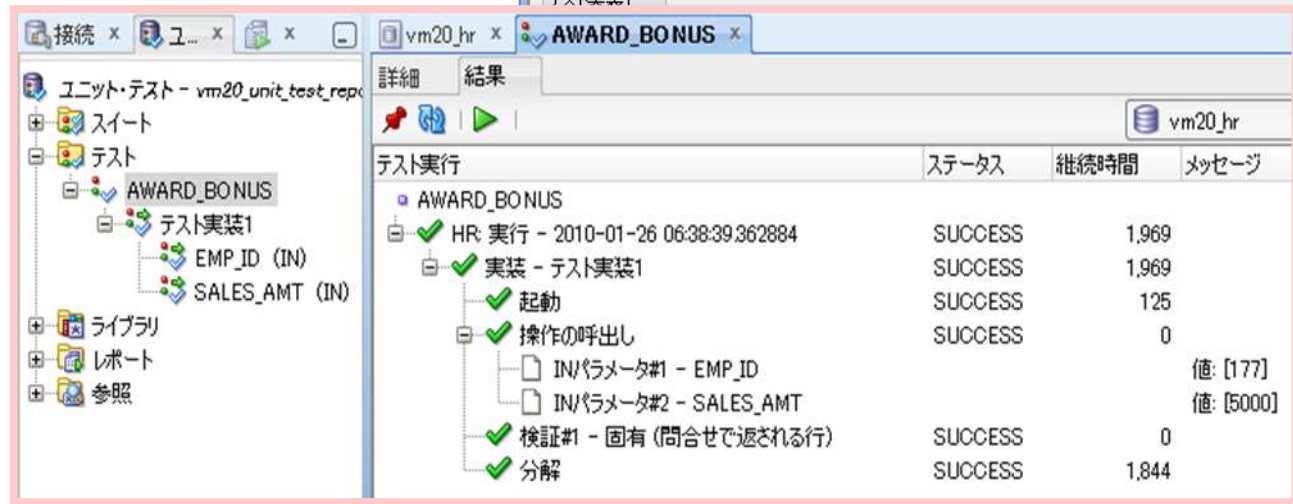 接続
ユ...
ユニット・テスト - vm20_unit_test_repo
スイート
テスト
AWARD_BONUS
テスト実装1
EMP_ID (IN)
SALES_AMT (IN)
ライブラリ
レポート
参照
vm20_hr
AWARD_BONUS
詳細 結果
vm20_hr
テスト実行 ステータス 継続時間 メッセージ
AWARD_BONUS
HR: 実行 - 2010-01-26 06:38:39.362884 SUCCESS 1,969
実装 - テスト実装1 SUCCESS 1,969
起動 SUCCESS 125
操作の呼出し SUCCESS 0
INパラメータ#1 - EMP_ID 値: [177]
INパラメータ#2 - SALES_AMT 値: [5000]
検証#1 - 固有 (問合せで返される行) SUCCESS 0
分解 SUCCESS 1,844